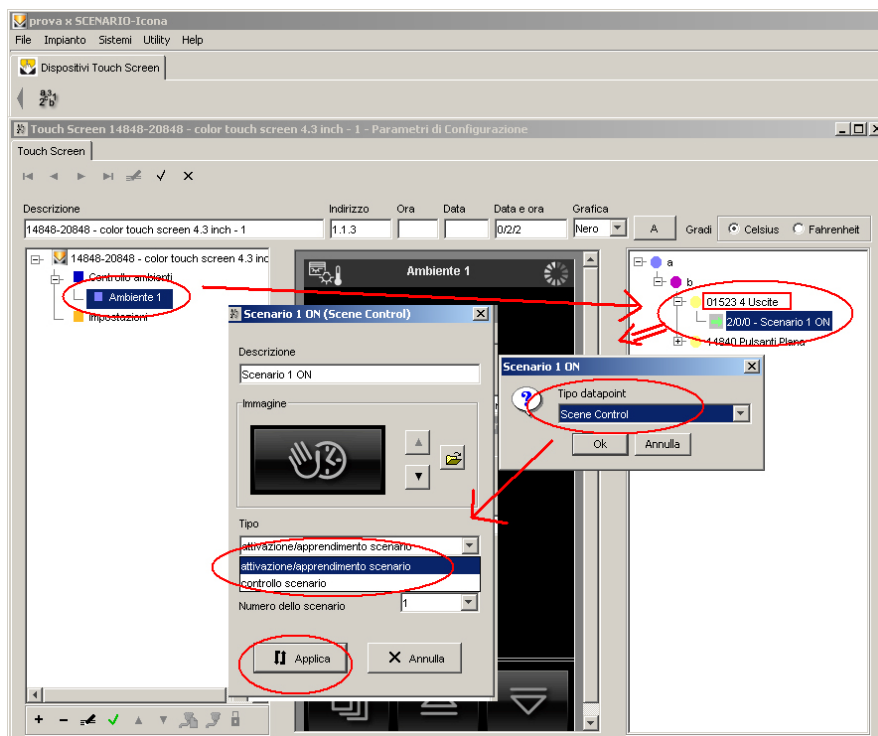 prova x SCENARIO-Icona
File Impianto Sistemi Utility Help
Dispositivi Touch Screen
Touch Screen 14848-20848 - color touch screen 4.3 inch - 1 - Parametri di Configurazione
Touch Screen
Descrizione Indirizzo Ora Data Data e ora Grafica
14848-20848 - color touch screen 4.3 inch - 1 1.1.3 0/2/2 Nero A Gradi Celsius Fahrenheit
14848-20848 - color touch screen 4.3 inc
Controllo ambienti
Ambiente 1
Impostazioni
Ambiente 1
a
b
01523 4 Uscite
2/0/0 - Scenario 1 ON
14840 Pulsanti Plana
Scenario 1 ON (Scene Control)
Descrizione
Scenario 1 ON
Immagine
Tipo
attivazione/apprendimento scenario
attivazione/apprendimento scenario
controllo scenario
Numero dello scenario 1
Applica Annulla
Scenario 1 ON
Tipo datapoint
Scene Control
Ok Annulla